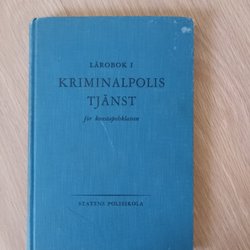 LÄROBOK I
KRIMINALPOLIS
TJÄNST
för konstapelsklassen
STATENS POLISSKOLA